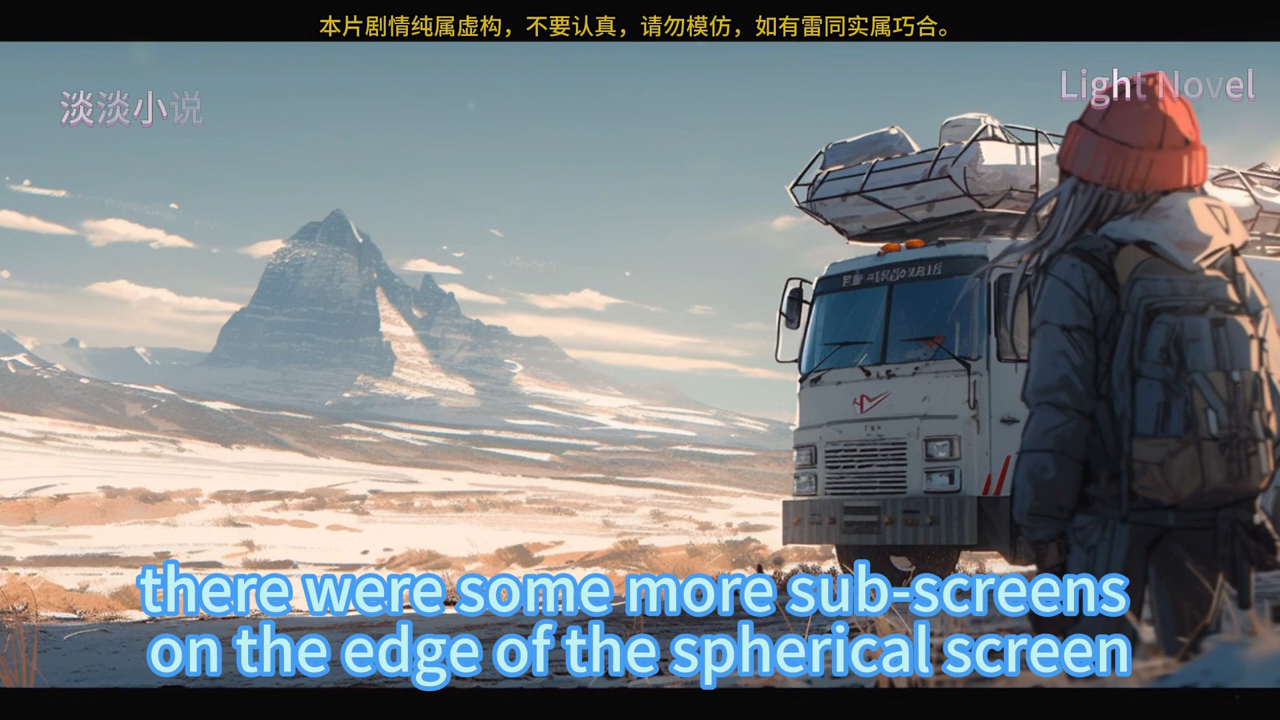 本片剧情纯属虚构，不要认真，请勿模仿，如有雷同实属巧合。
淡淡小说
Light Novel
there were some more sub-screens
on the edge of the spherical screen